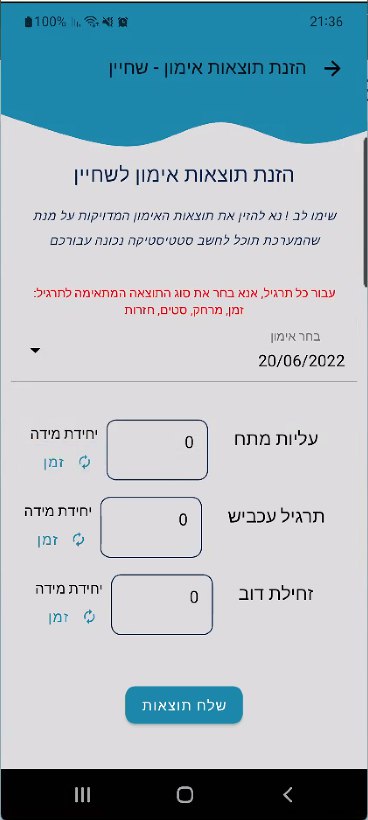 100%
21:36
הזנת תוצאות אימון - שחיין
הזנת תוצאות אימון לשחיין
שימו לב ! נא להזין את תוצאות האימון המדויקות על מנת
שהמערכת תוכל לחשב סטטיסטיקה נכונה עבורכם
עבור כל תרגיל, אנא בחר את סוג התוצאה המתאימה לתרגיל:
זמן, מרחק, סטים, חזרות
בחר אימון
20/06/2022
עליות מתח
0
יחידת מידה
זמן
תרגיל עכביש
0
יחידת מידה
זמן
זחילת דוב
0
יחידת מידה
זמן
שלח תוצאות